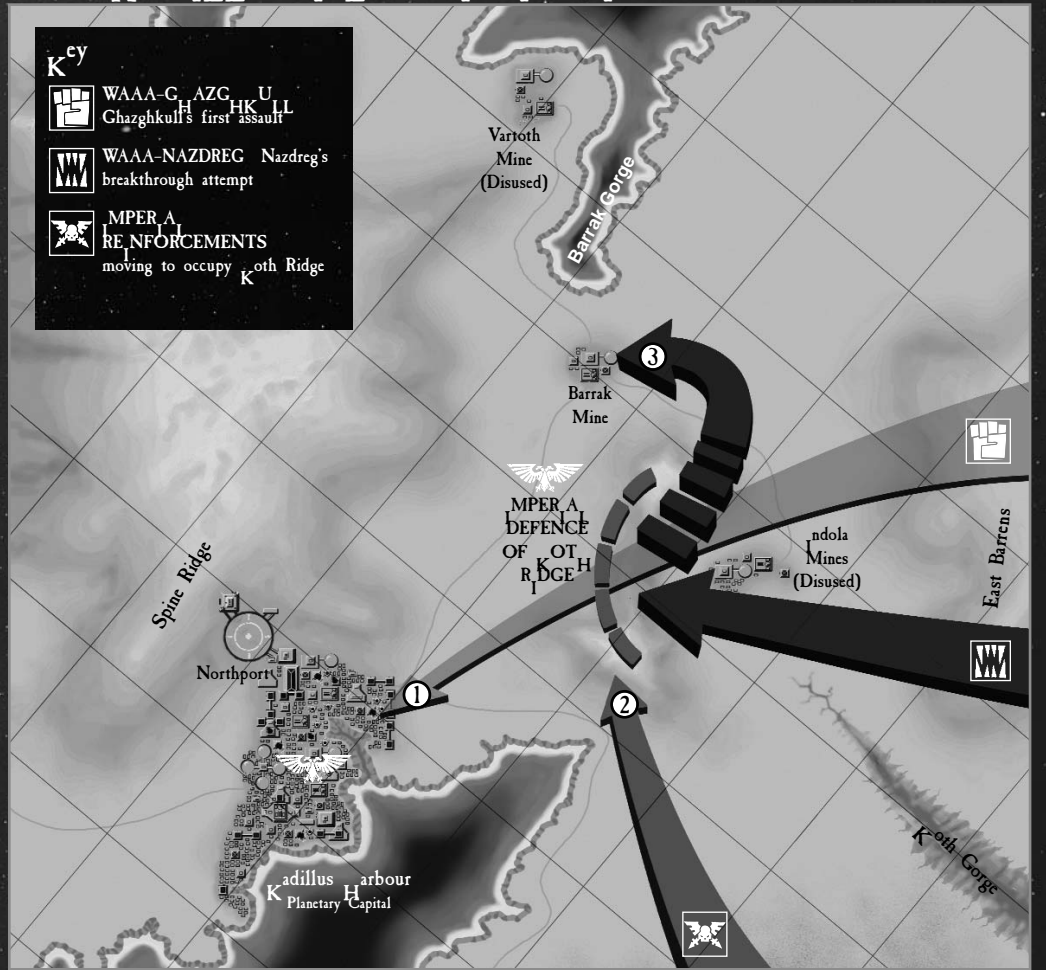 Key
WAAA-GHAZGHKULL
Ghazghkull's first assault
WAAA-NAZDREG Nazdreg's
breakthrough attempt
IMPERIAL
REINFORCEMENTS
moving to occupy Koth Ridge
Vartoth
Mine
(Disused)
Barrak Gorge
3
Barrak
Mine
IMPERIAL
DEFENCE
OF KOTH
RIDGE
Indola
Mines
(Disused)
East Barrens
Spine Ridge
Northport
1
2
Koth Gorge
Kadillus Harbour
Planetary Capital